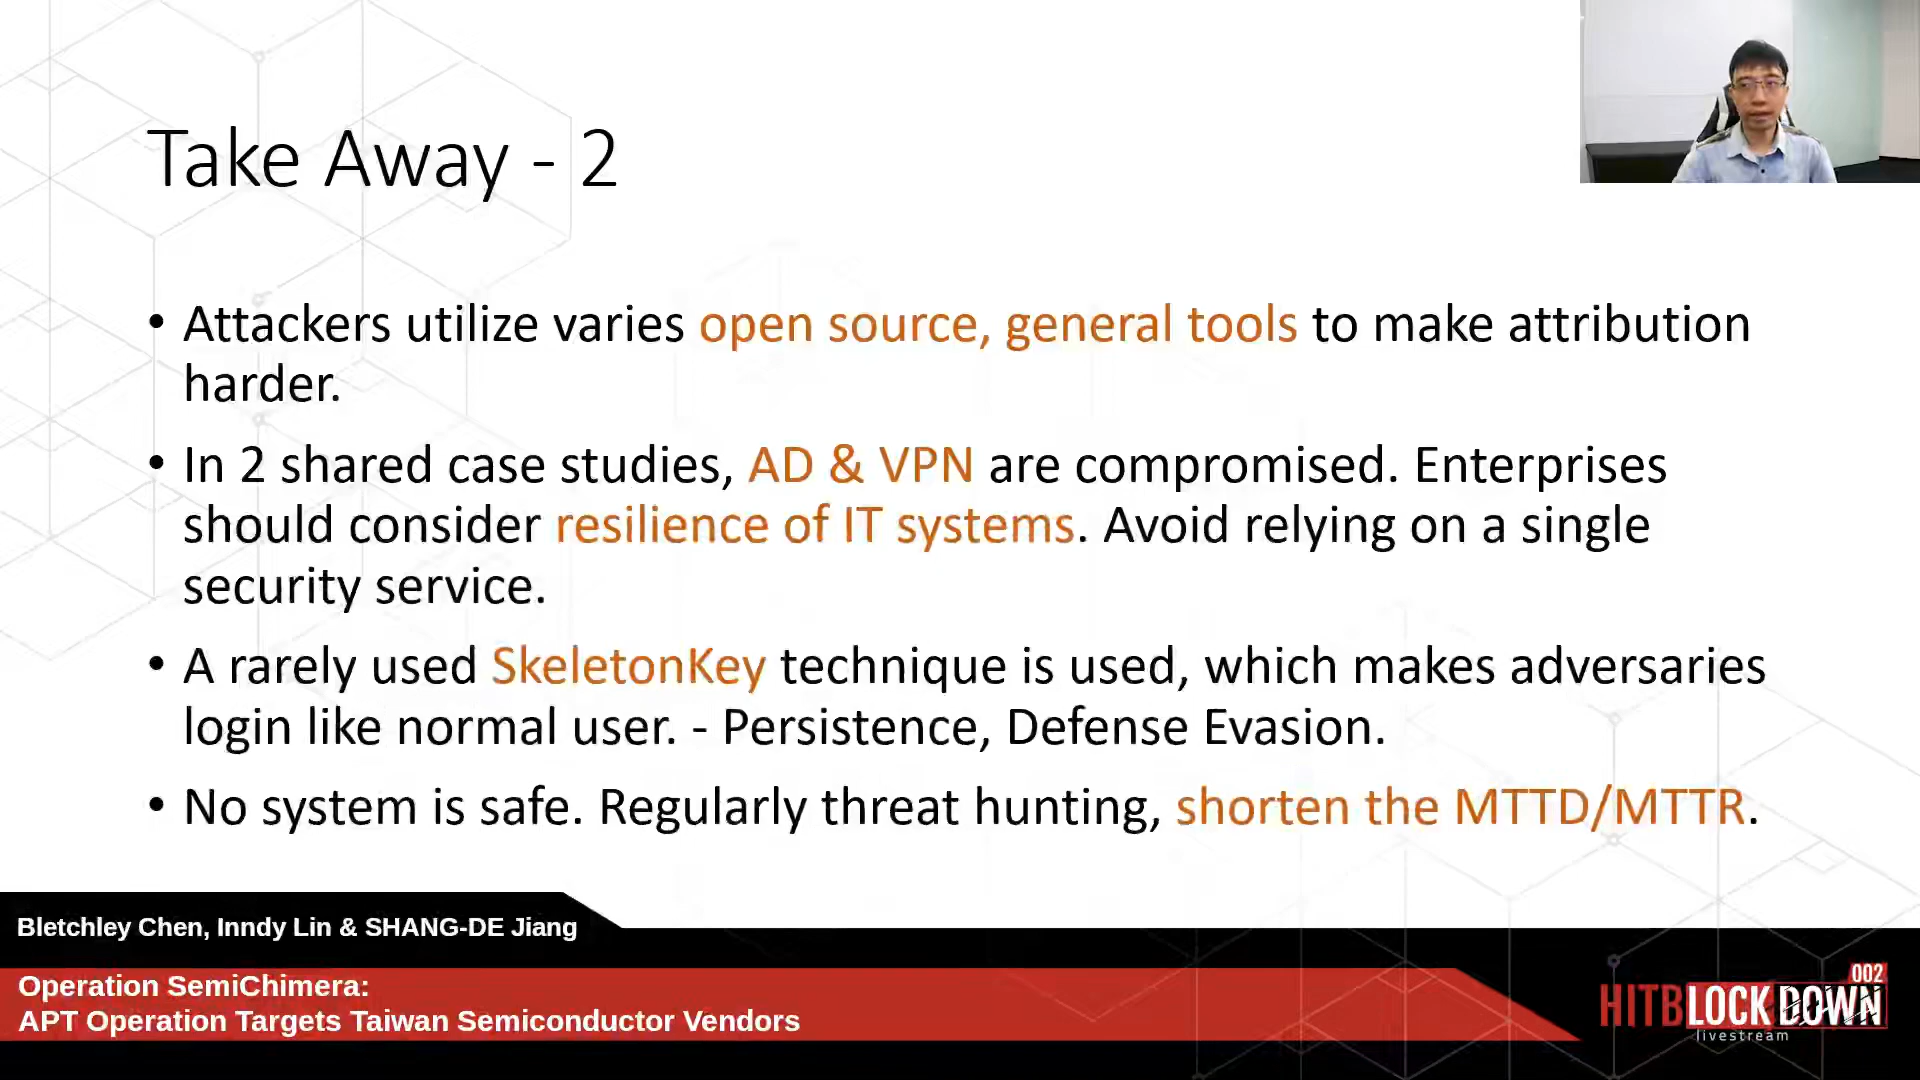 Take Away - 2
• Attackers utilize varies open source, general tools to make attribution
harder.
• In 2 shared case studies, AD & VPN are compromised. Enterprises
should consider resilience of IT systems. Avoid relying on a single
security service.
• A rarely used SkeletonKey technique is used, which makes adversaries
login like normal user. - Persistence, Defense Evasion.
• No system is safe. Regularly threat hunting, shorten the MTTD/MTTR.
Bletchley Chen, Inndy Lin & SHANG-DE Jiang
Operation SemiChimera:
APT Operation Targets Taiwan Semiconductor Vendors
002
HITBLOCKDOWN
livestream